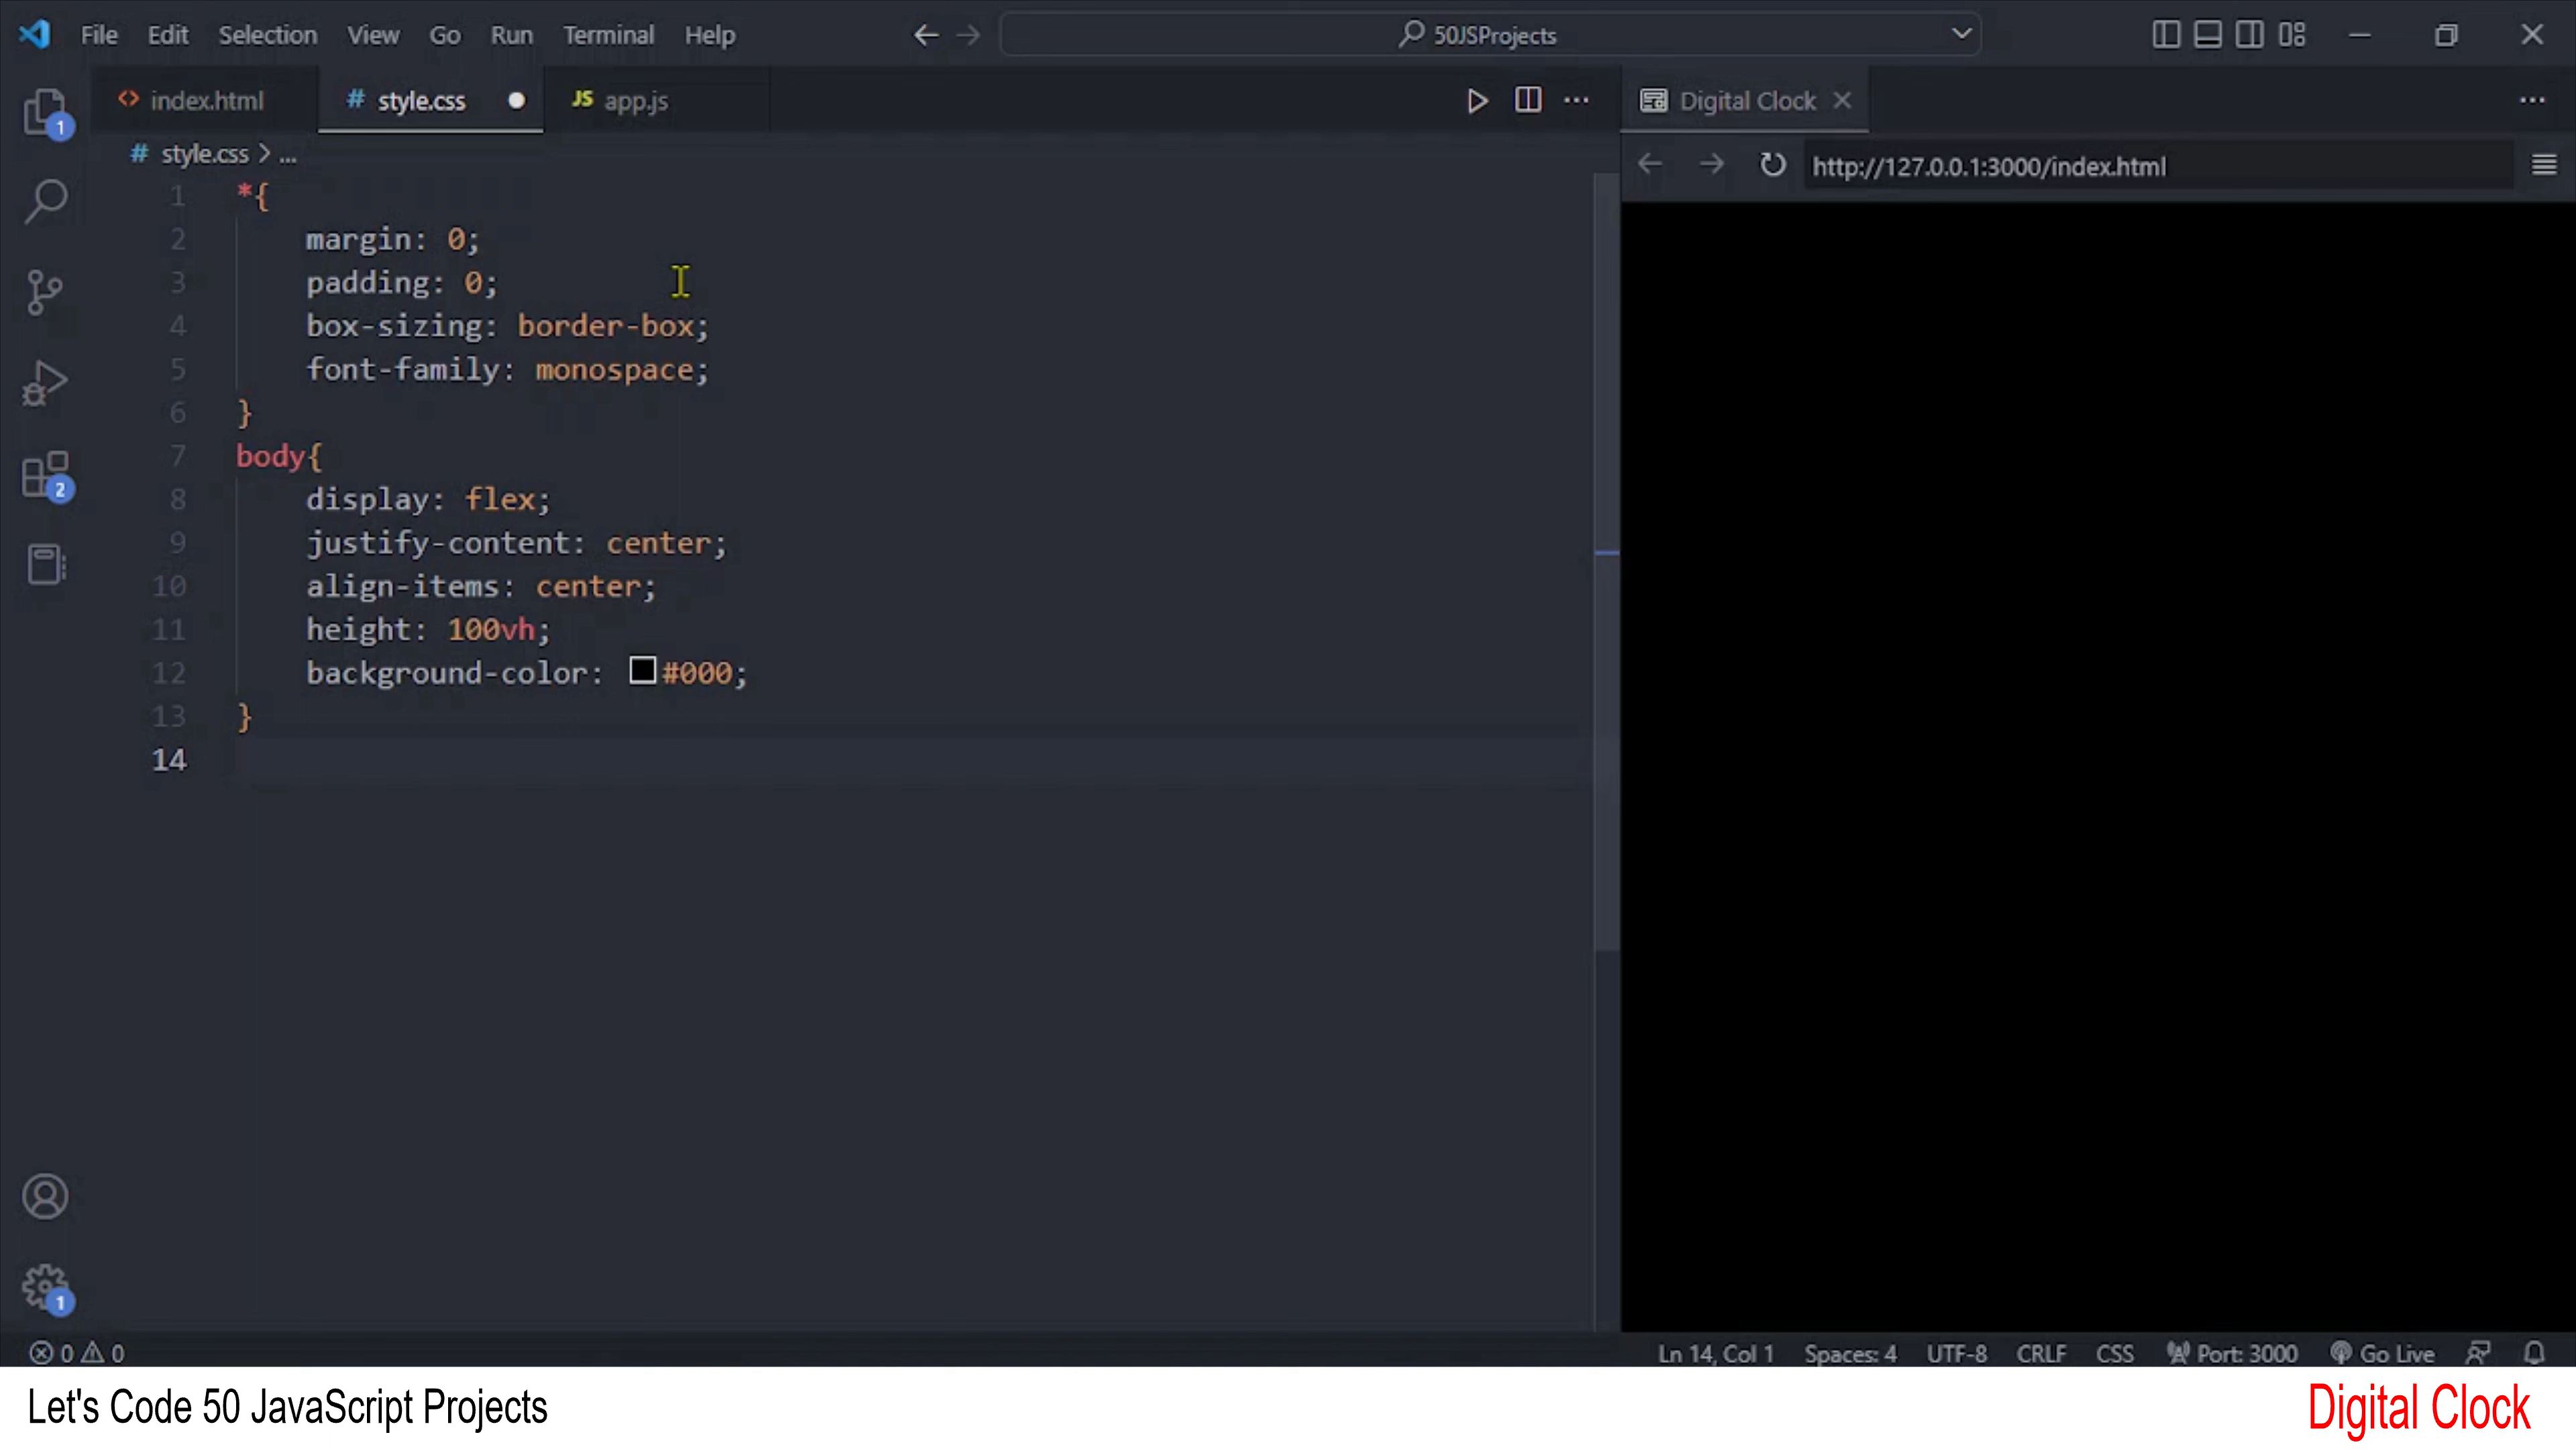 File Edit Selection View Go Run Terminal Help 50JSProjects
index.html style.css app.js Digital Clock
style.css > ...
http://127.0.0.1:3000/index.html
1 *{
2 margin: 0;
3 padding: 0;
4 box-sizing: border-box;
5 font-family: monospace;
6 }
7 body{
8 display: flex;
9 justify-content: center;
10 align-items: center;
11 height: 100vh;
12 background-color: #000;
13 }
14
1
2
1
0 0 Ln 14, Col 1 Spaces: 4 UTF-8 CRLF CSS Port: 3000 Go Live
Let's Code 50 JavaScript Projects Digital Clock